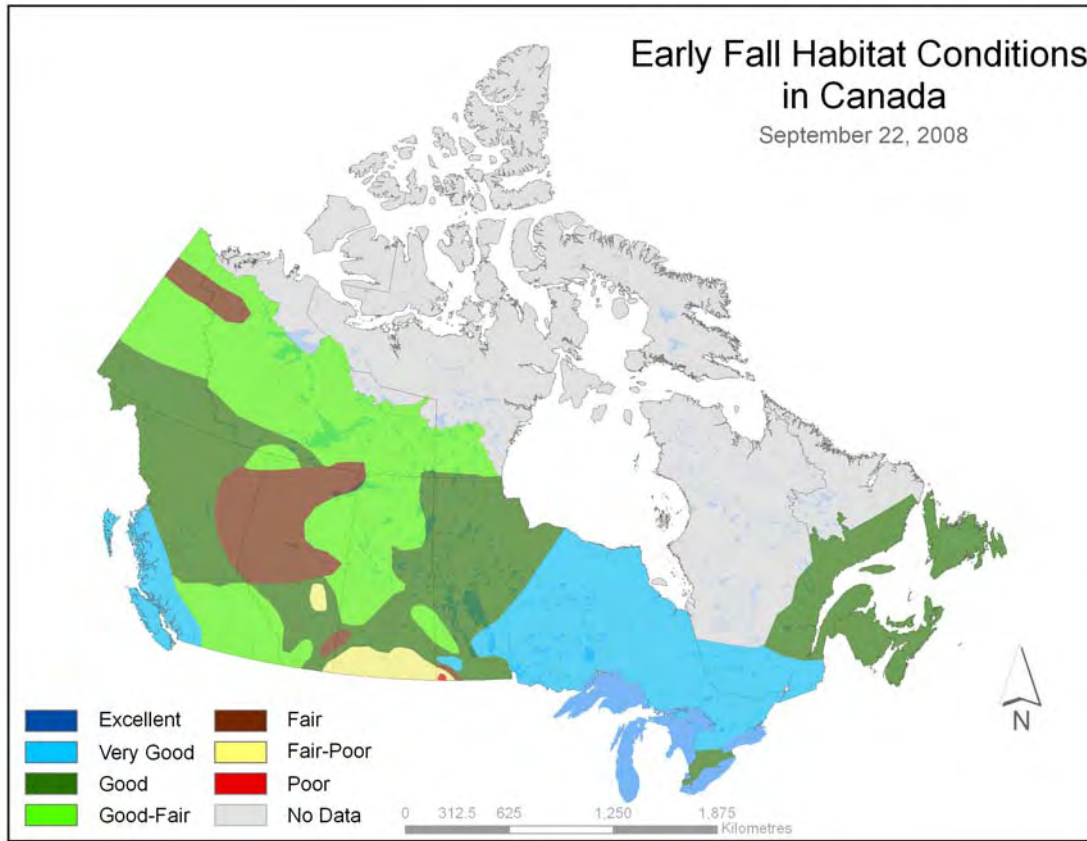 Early Fall Habitat Conditions
in Canada
September 22, 2008
N
Excellent
Very Good
Good
Good-Fair
Fair
Fair-Poor
Poor
No Data
0 312.5 625 1,250 1,875
Kilometres